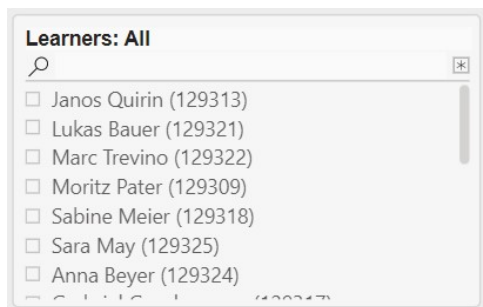 Learners: All
Janos Quirin (129313)
Lukas Bauer (129321)
Marc Trevino (129322)
Moritz Pater (129309)
Sabine Meier (129318)
Sara May (129325)
Anna Beyer (129324)